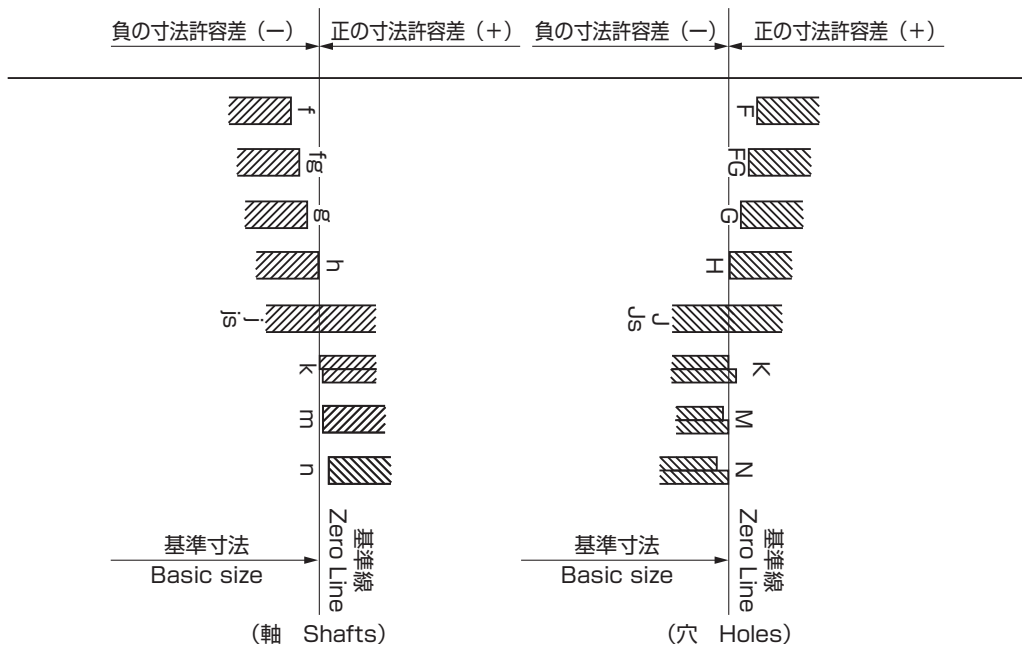 負の寸法許容差（－） 正の寸法許容差（＋） 負の寸法許容差（－） 正の寸法許容差（＋）
f F
fg FG
g G
h H
j J
js Js
k K
m M
n N
基準線 基準線
Zero Line Zero Line
基準寸法 基準寸法
Basic size Basic size
（軸 Shafts） （穴 Holes）